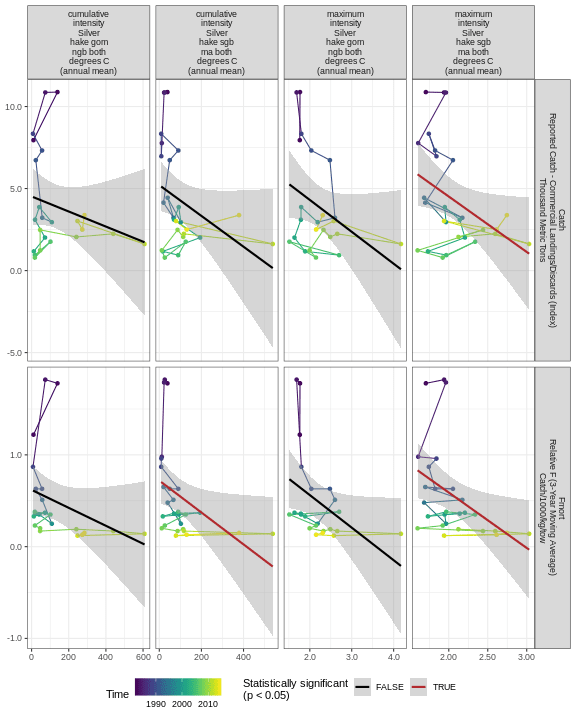 cumulative
intensity
Silver
hake gom
ngb both
degrees C
(annual mean)
cumulative
intensity
Silver
hake sgb
ma both
degrees C
(annual mean)
maximum
intensity
Silver
hake gom
ngb both
degrees C
(annual mean)
maximum
intensity
Silver
hake sgb
ma both
degrees C
(annual mean)
10.0
5.0
0.0
-5.0
Catch
Reported Catch - Commercial Landings/Discards (Index)
Thousand Metric Tons
1.0
0.0
-1.0
Fmort
Relative F (3-Year Moving Average)
Catch/1000/kg/tow
0 200 400 600
0 200 400
2.0 3.0 4.0
2.00 2.50 3.00
Time
1990 2000 2010
Statistically significant
(p < 0.05)
FALSE
TRUE